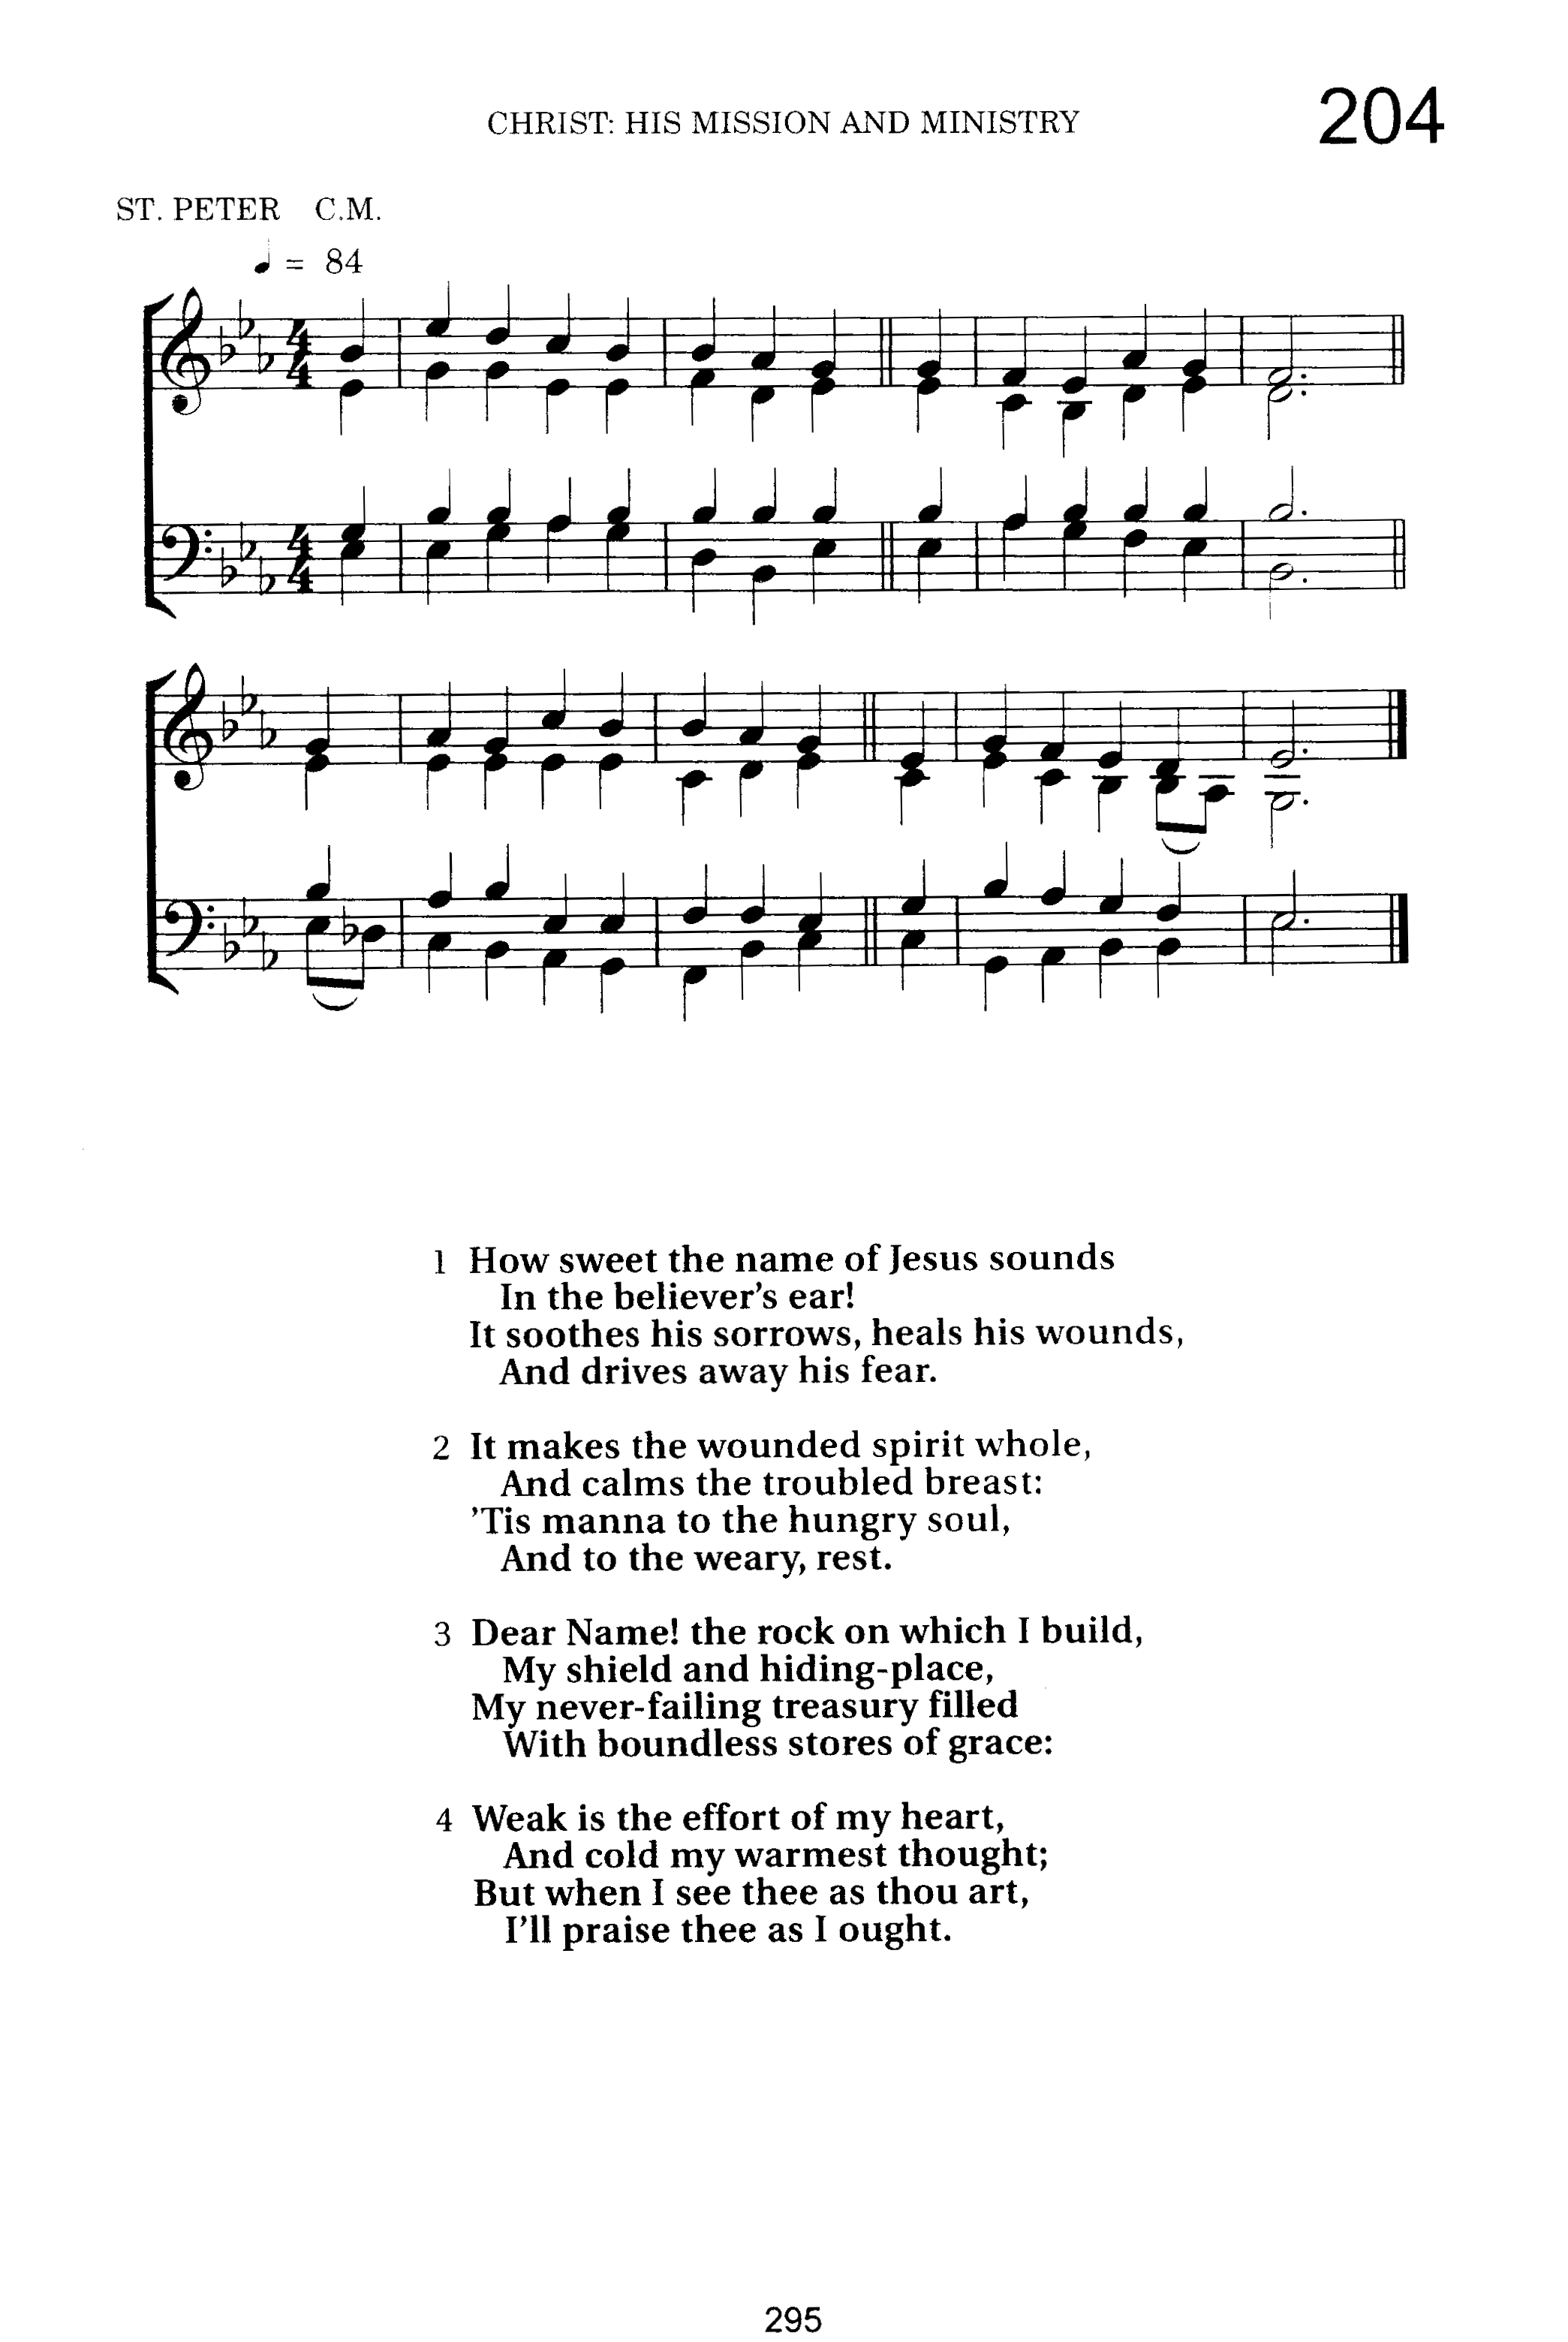 CHRIST: HIS MISSION AND MINISTRY
204
ST. PETER C.M.
♩ = 84
4
4
4
4
1 How sweet the name of Jesus sounds
In the believer's ear!
It soothes his sorrows, heals his wounds,
And drives away his fear.
2 It makes the wounded spirit whole,
And calms the troubled breast:
'Tis manna to the hungry soul,
And to the weary, rest.
3 Dear Name! the rock on which I build,
My shield and hiding-place,
My never-failing treasury filled
With boundless stores of grace:
4 Weak is the effort of my heart,
And cold my warmest thought;
But when I see thee as thou art,
I'll praise thee as I ought.
295